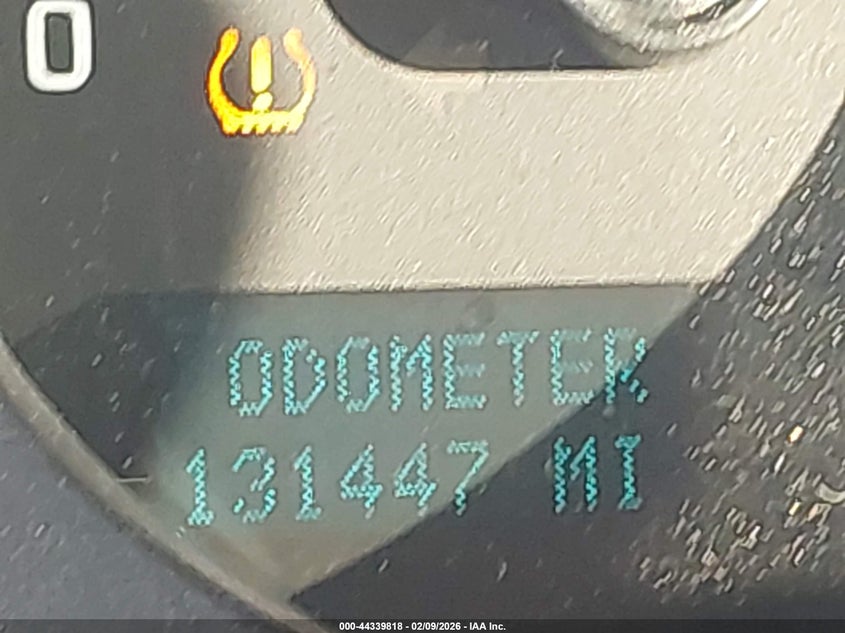 0
ODOMETER
131447 MI
000-44339818 - 02/09/2026 - IAA Inc.